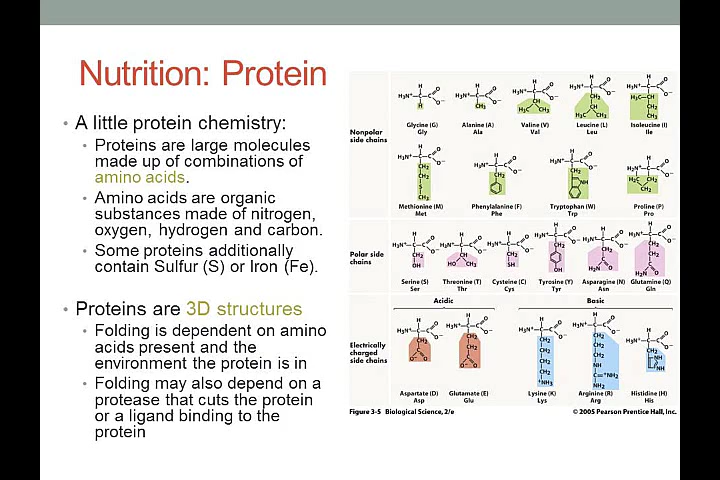 Nutrition: Protein
• A little protein chemistry:
• Proteins are large molecules
made up of combinations of
amino acids.
• Amino acids are organic
substances made of nitrogen,
oxygen, hydrogen and carbon.
• Some proteins additionally
contain Sulfur (S) or Iron (Fe).
• Proteins are 3D structures
• Folding is dependent on amino
acids present and the
environment the protein is in
• Folding may also depend on a
protease that cuts the protein
or a ligand binding to the
protein
Nonpolar
side chains
Glycine (G) Alanine (A) Valine (V) Leucine (L) Isoleucine (I)
Gly Ala Val Leu Ile
Methionine (M) Phenylalanine (F) Tryptophan (W) Proline (P)
Met Phe Trp Pro
Polar side
chains
Serine (S) Threonine (T) Cysteine (C) Tyrosine (Y) Asparagine (N) Glutamine (Q)
Ser Thr Cys Tyr Asn Gln
Acidic Basic
Electrically
charged
side chains
Aspartate (D) Glutamate (E) Lysine (K) Arginine (R) Histidine (H)
Asp Glu Lys Arg His
Figure 3-5 Biological Science, 2/e © 2005 Pearson Prentice Hall, Inc.